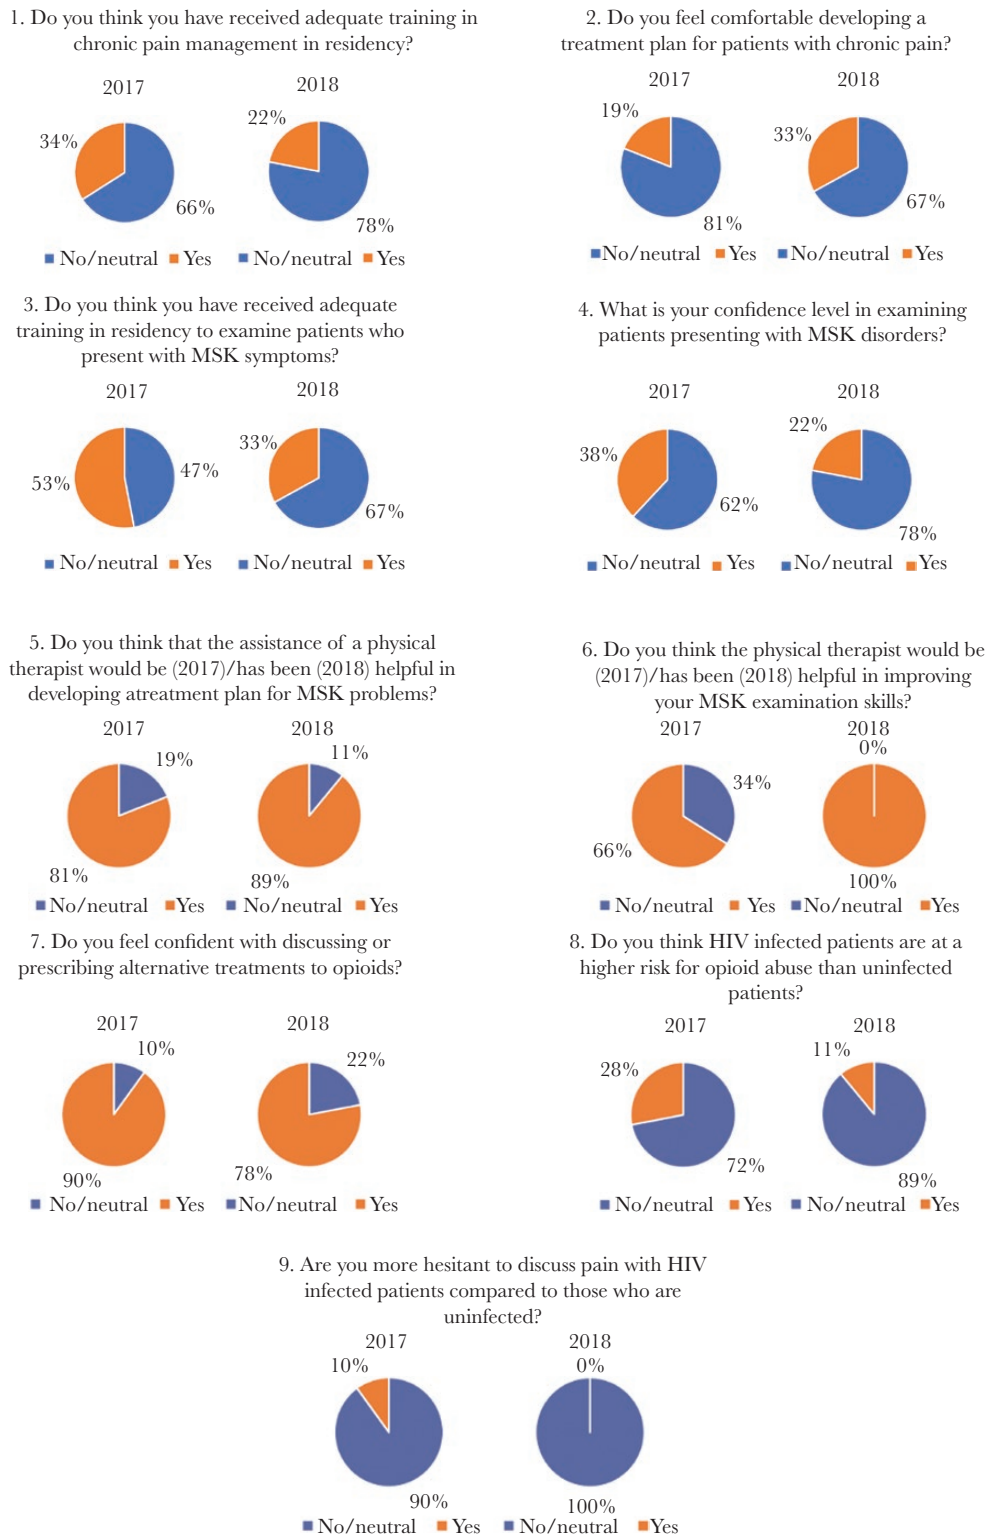 1. Do you think you have received adequate training in
chronic pain management in residency?
2017
2018
34%
66%
22%
78%
■ No/neutral ■ Yes
■ No/neutral ■ Yes
2. Do you feel comfortable developing a
treatment plan for patients with chronic pain?
2017
2018
19%
81%
33%
67%
■ No/neutral ■ Yes
■ No/neutral ■ Yes
3. Do you think you have received adequate
training in residency to examine patients who
present with MSK symptoms?
2017
2018
53%
47%
33%
67%
■ No/neutral ■ Yes
■ No/neutral ■ Yes
4. What is your confidence level in examining
patients presenting with MSK disorders?
2017
2018
38%
62%
22%
78%
■ No/neutral ■ Yes
■ No/neutral ■ Yes
5. Do you think that the assistance of a physical
therapist would be (2017)/has been (2018) helpful in
developing atreatment plan for MSK problems?
2017
2018
19%
81%
11%
89%
■ No/neutral ■ Yes
■ No/neutral ■ Yes
6. Do you think the physical therapist would be
(2017)/has been (2018) helpful in improving
your MSK examination skills?
2017
2018
34%
66%
0%
100%
■ No/neutral ■ Yes
■ No/neutral ■ Yes
7. Do you feel confident with discussing or
prescribing alternative treatments to opioids?
2017
2018
10%
90%
22%
78%
■ No/neutral ■ Yes
■ No/neutral ■ Yes
8. Do you think HIV infected patients are at a
higher risk for opioid abuse than uninfected
patients?
2017
2018
28%
72%
11%
89%
■ No/neutral ■ Yes
■ No/neutral ■ Yes
9. Are you more hesitant to discuss pain with HIV
infected patients compared to those who are
uninfected?
2017
2018
10%
90%
0%
100%
■ No/neutral ■ Yes
■ No/neutral ■ Yes